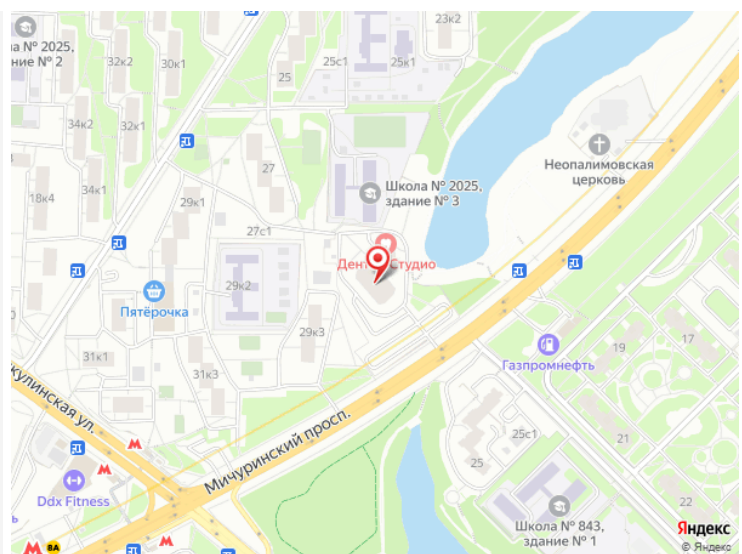 23к2
а № 2025,
ание № 2
32к2
30к1
25
25с1
25к1
34к2
32к1
Неопалимовская
церковь
27
Школа № 2025,
здание № 3
18к4
34к1
29к1
27с1
Студио
29к2
Пятёрочка
29к3
19
17
Газпромнефть
31к1
31к3
кулинская ул.
Мичуринский просп.
25с1
21
25
Ddx Fitness
22
Школа № 843,
здание № 1
Яндекс
© Яндекс
ВА